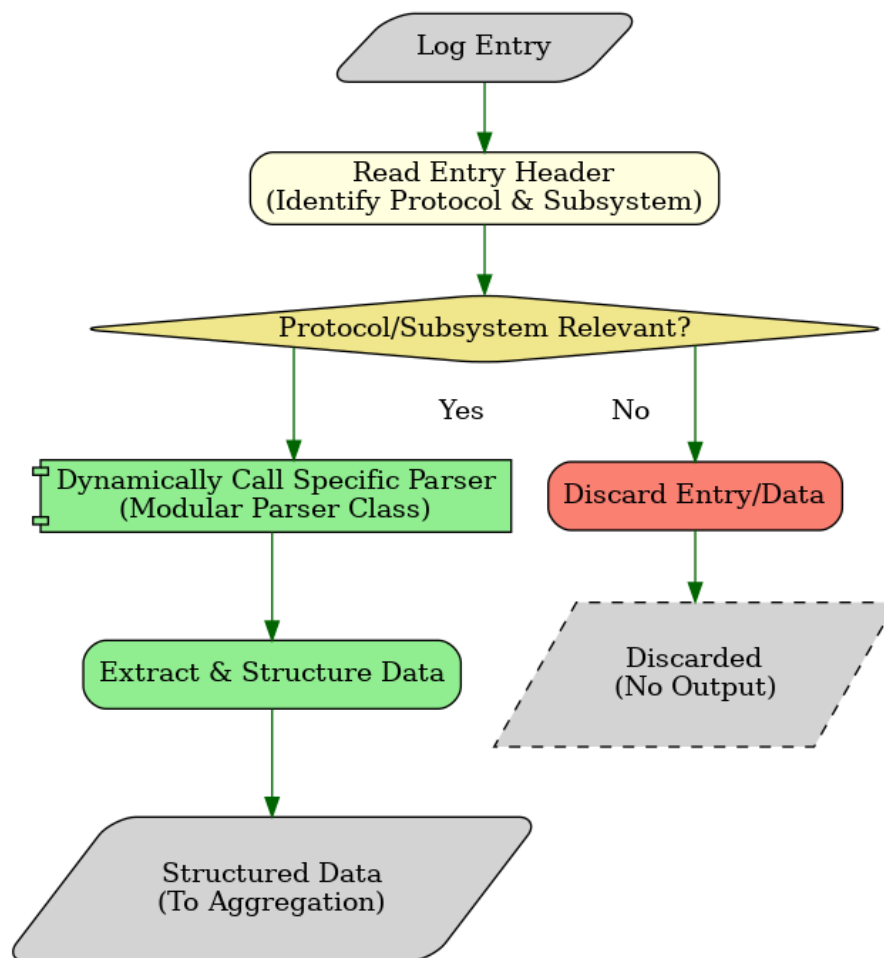 Log Entry
Read Entry Header
(Identify Protocol & Subsystem)
Protocol/Subsystem Relevant?
Yes
No
Dynamically Call Specific Parser
(Modular Parser Class)
Discard Entry/Data
Extract & Structure Data
Discarded
(No Output)
Structured Data
(To Aggregation)